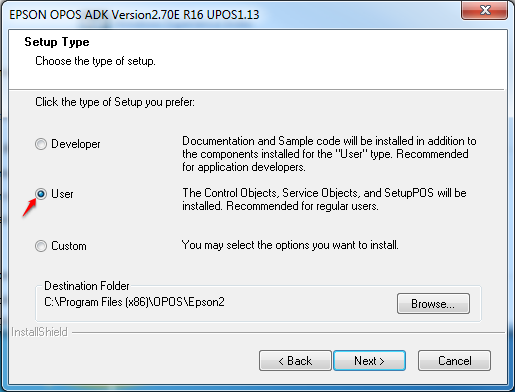 EPSON OPOS ADK Version2.70E R16 UPOS1.13
Setup Type
Choose the type of setup.
Click the type of Setup you prefer:
Developer
Documentation and Sample code will be installed in addition to
the components installed for the "User" type. Recommended
for application developers.
User
The Control Objects, Service Objects, and SetupPOS will be
installed. Recommended for regular users.
Custom
You may select the options you want to install.
Destination Folder
C:\Program Files (x86)\OPOS\Epson2
Browse...
InstallShield
< Back
Next >
Cancel